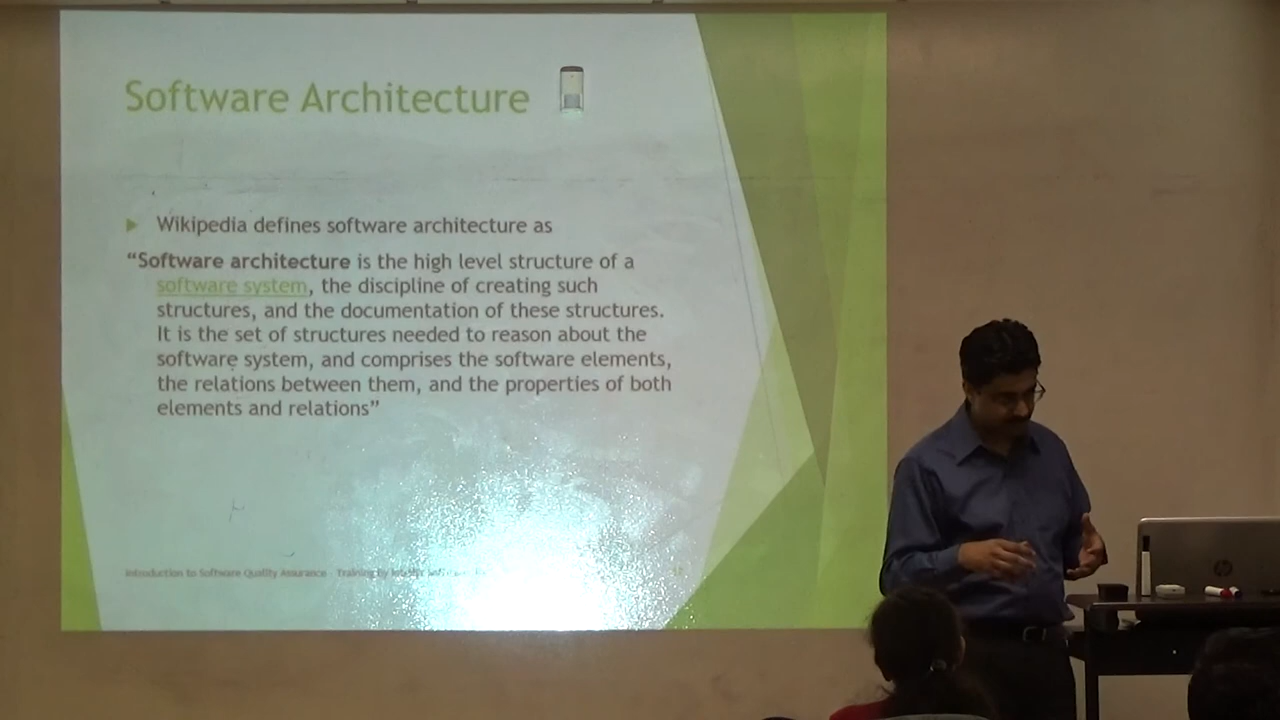 Software Architecture
Wikipedia defines software architecture as
“Software architecture is the high level structure of a
software system, the discipline of creating such
structures, and the documentation of these structures.
It is the set of structures needed to reason about the
software system, and comprises the software elements,
the relations between them, and the properties of both
elements and relations”
Introduction to Software Quality Assurance - Training by
hp